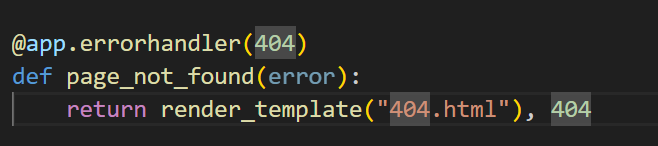 @app.errorhandler(404)
def page_not_found(error):
    return render_template("404.html"), 404